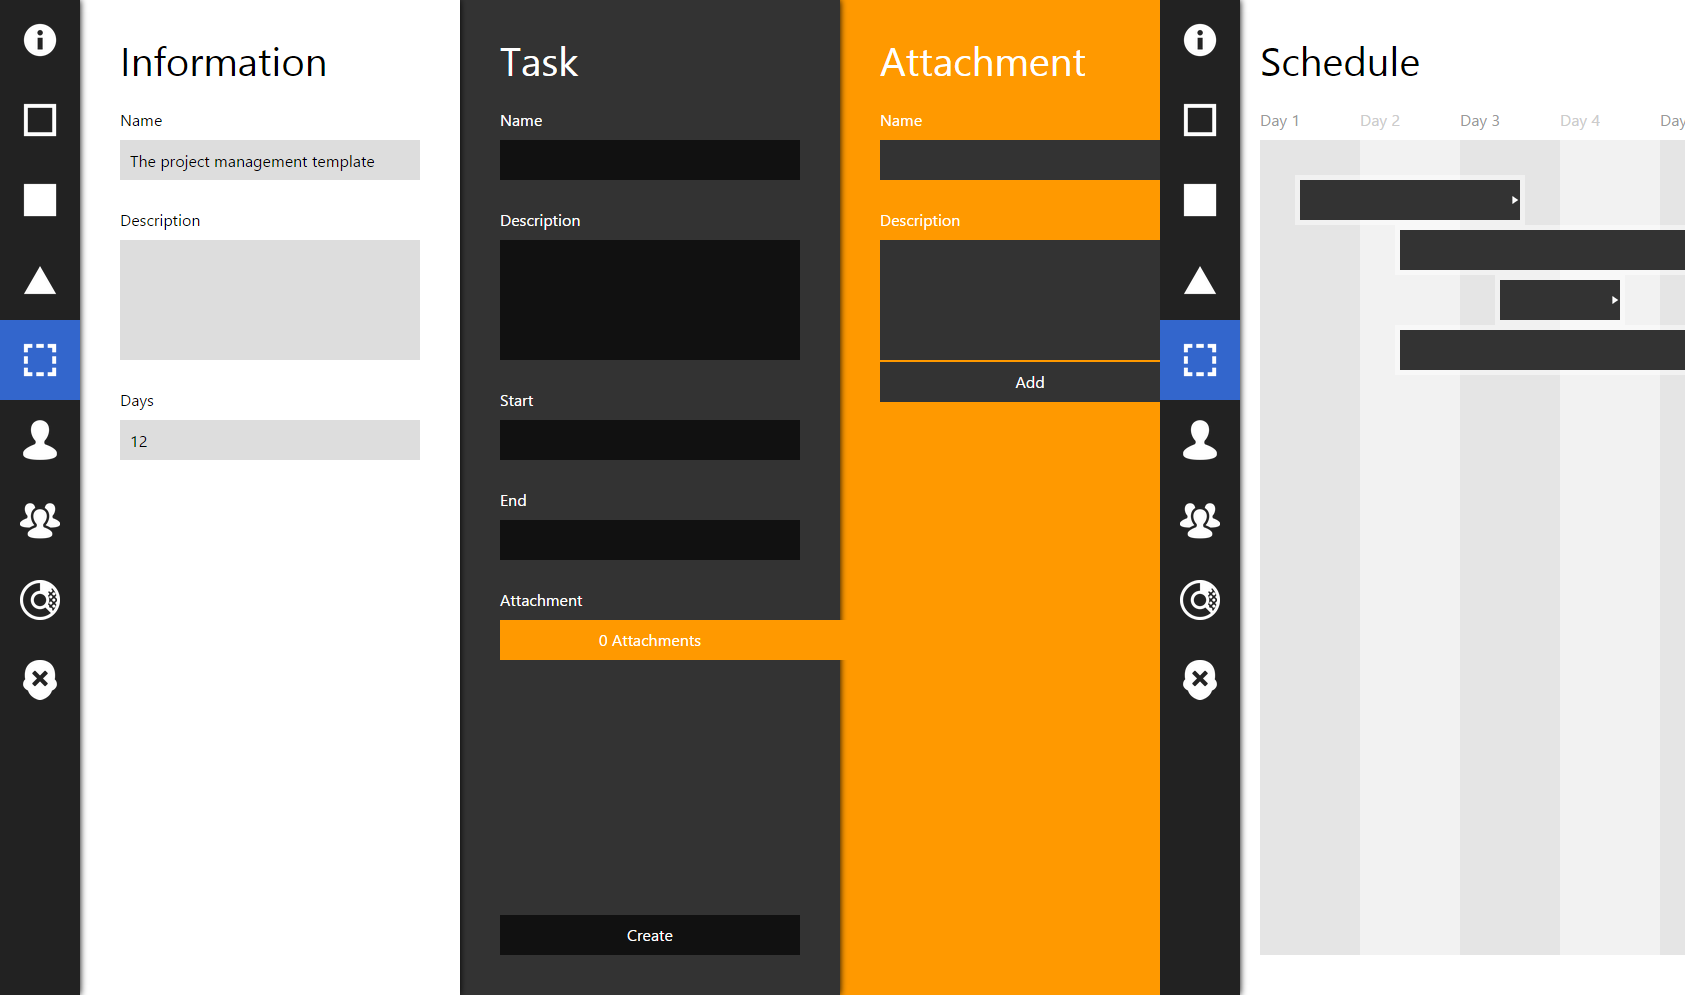 Information
Name
The project management template
Description
Days
12
Task
Name
Description
Start
End
Attachment
0 Attachments
Create
Attachment
Name
Description
Add
Schedule
Day 1 Day 2 Day 3 Day 4 Day